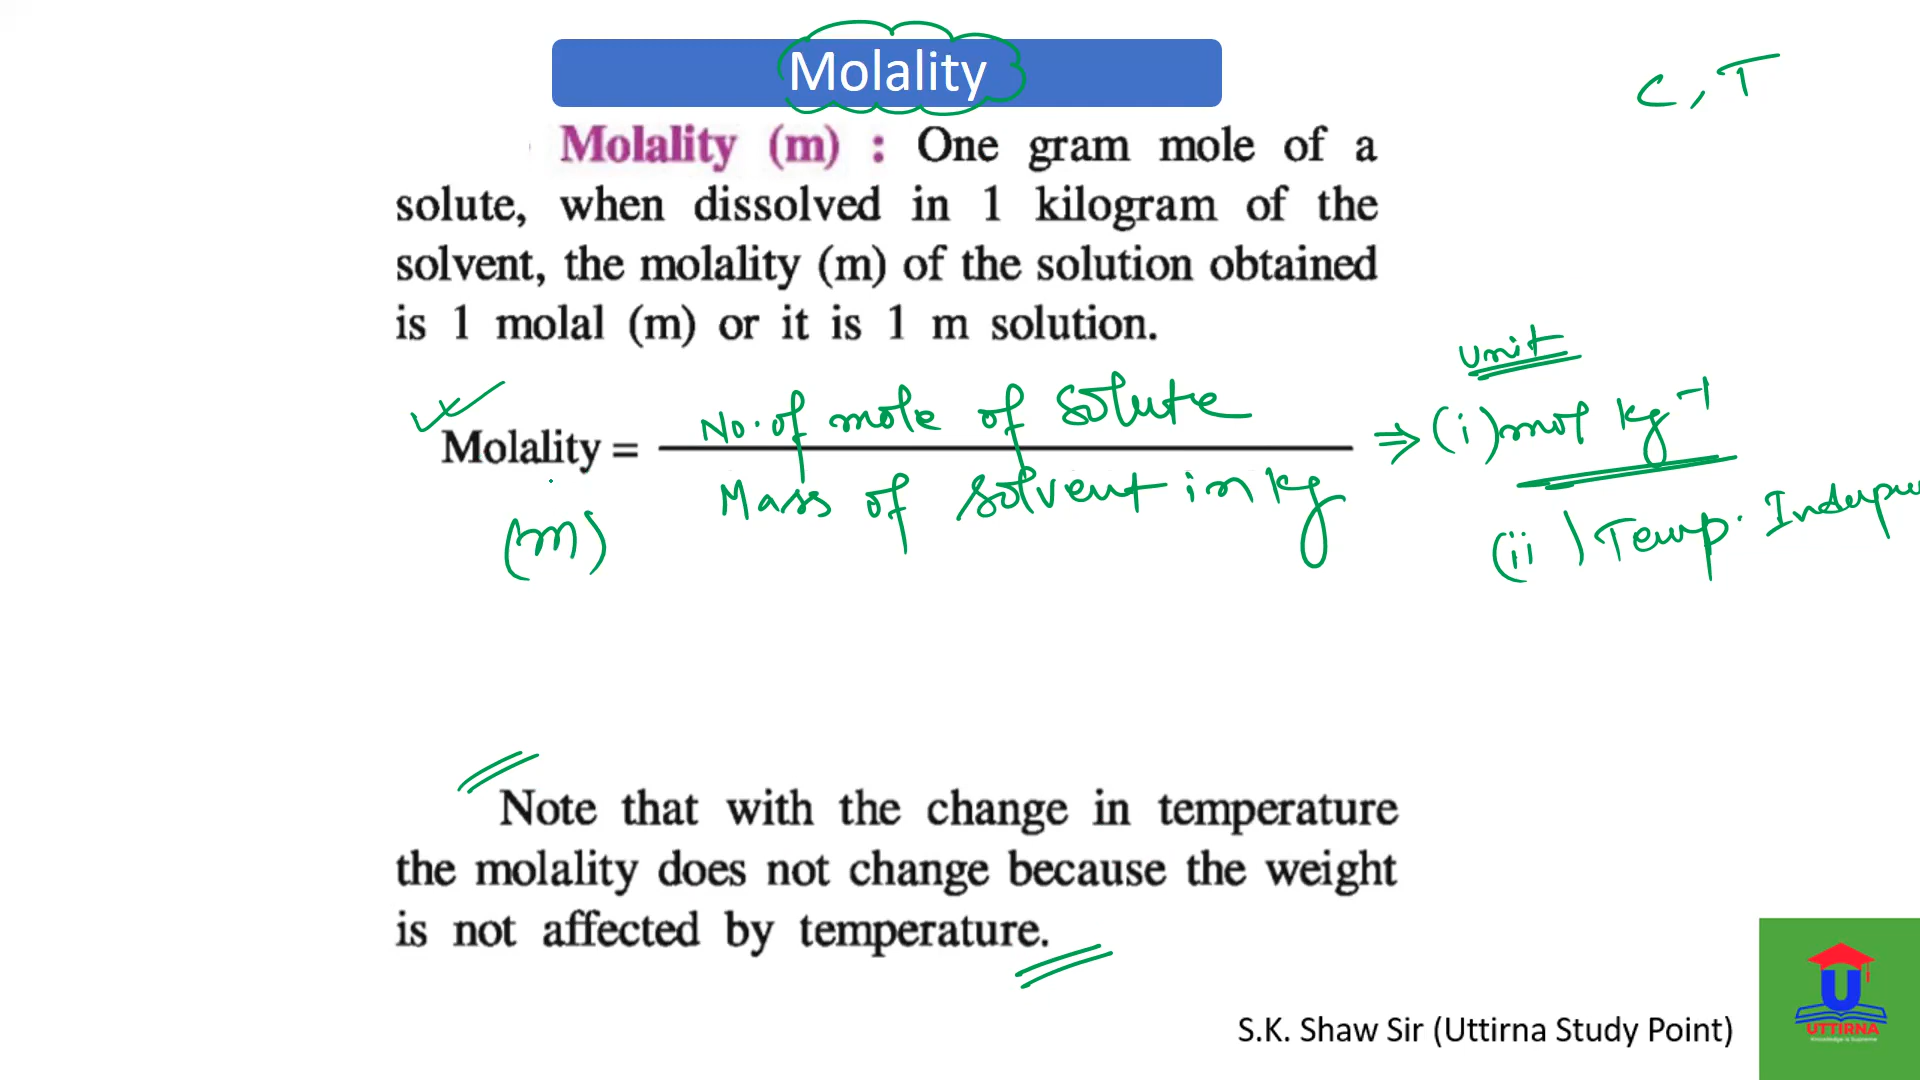 Molality
C, T
Molality (m) : One gram mole of a
solute, when dissolved in 1 kilogram of the
solvent, the molality (m) of the solution obtained
is 1 molal (m) or it is 1 m solution.
unit
Molality = No. of mole of solute ⇒ (i) mol kg⁻¹
Mass of solvent in kg
(m)
(ii) Temp.
Note that with the change in temperature
the molality does not change because the weight
is not affected by temperature.
S.K. Shaw Sir (Uttirna Study Point)
U
UTTIRNA
Knowledge is Supreme